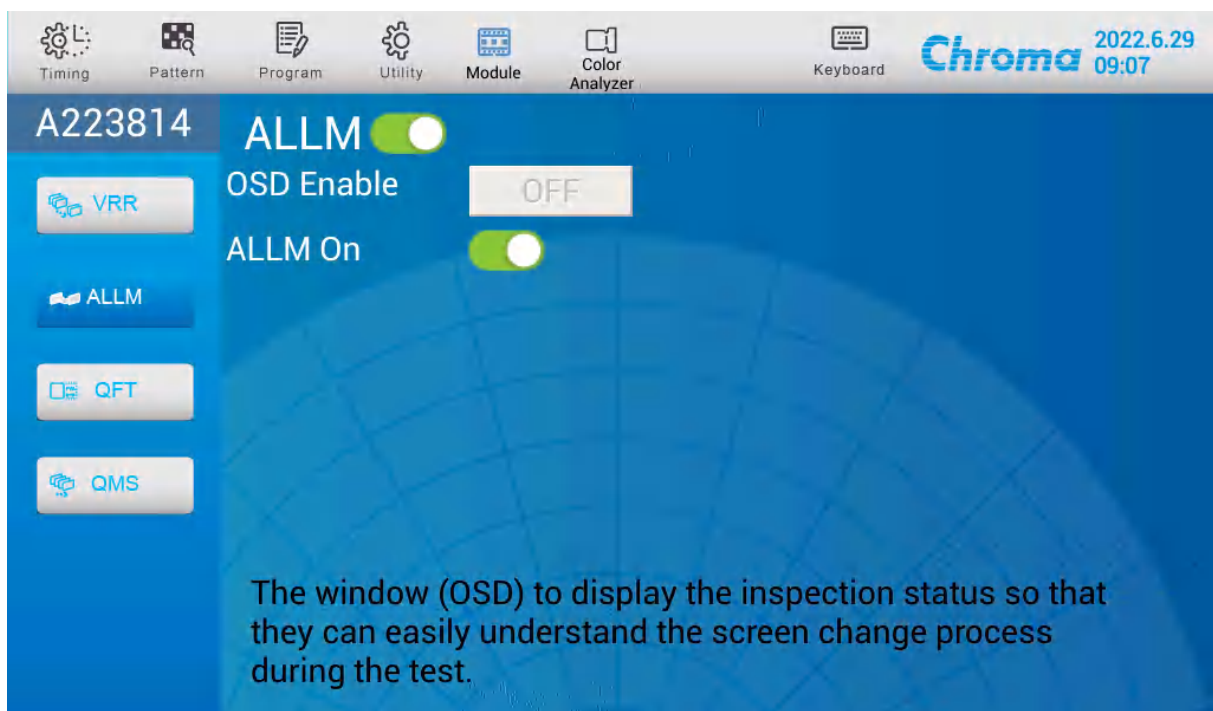 Timing
Pattern
Program
Utility
Module
Color
Analyzer
Keyboard
Chroma
2022.6.29
09:07
A223814
VRR
ALLM
QFT
QMS
ALLM
OSD Enable
OFF
ALLM On
The window (OSD) to display the inspection status so that
they can easily understand the screen change process
during the test.